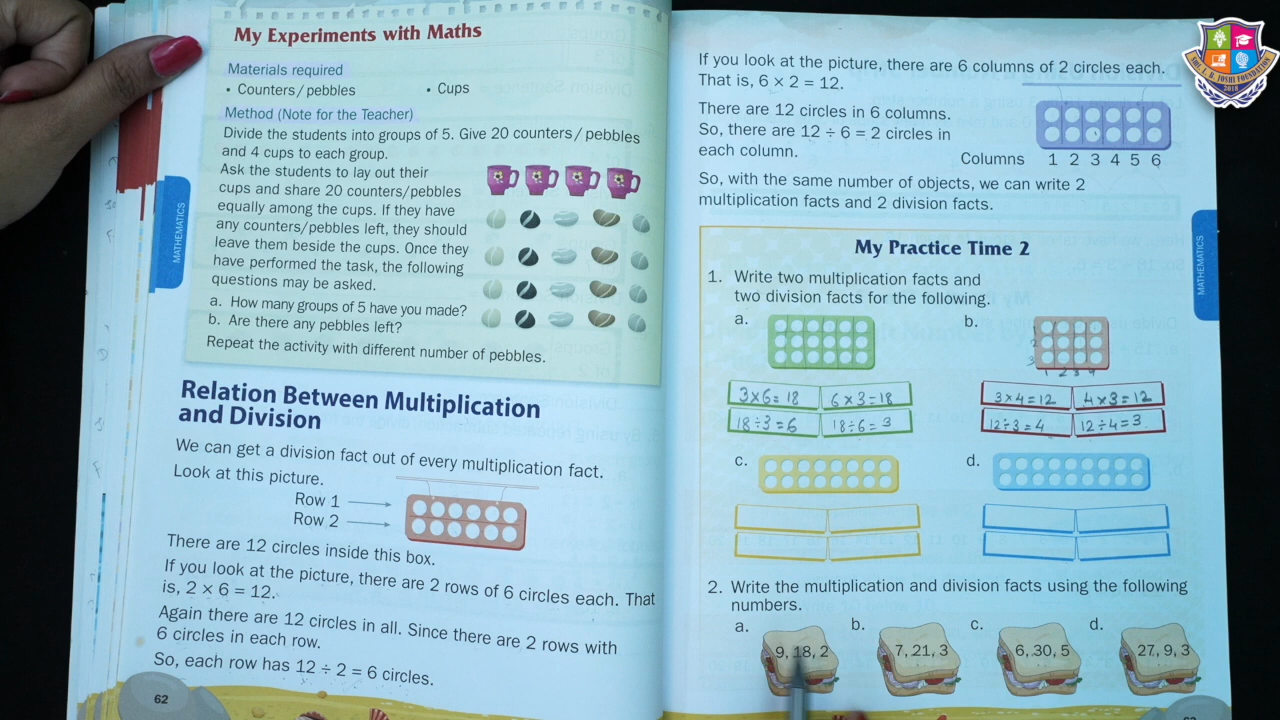 My Experiments with Maths
Materials required
• Counters / pebbles • Cups
Method (Note for the Teacher)
Divide the students into groups of 5. Give 20 counters / pebbles
and 4 cups to each group.
Ask the students to lay out their
cups and share 20 counters/pebbles
equally among the cups. If they have
any counters/pebbles left, they should
leave them beside the cups. Once they
have performed the task, the following
questions may be asked.
a. How many groups of 5 have you made?
b. Are there any pebbles left?
Repeat the activity with different number of pebbles.
MATHEMATICS
Relation Between Multiplication
and Division
We can get a division fact out of every multiplication fact.
Look at this picture.
Row 1
Row 2
There are 12 circles inside this box.
If you look at the picture, there are 2 rows of 6 circles each. That
is, 2 × 6 = 12.
Again there are 12 circles in all. Since there are 2 rows with
6 circles in each row.
So, each row has 12 ÷ 2 = 6 circles.
62
If you look at the picture, there are 6 columns of 2 circles each.
That is, 6 × 2 = 12.
There are 12 circles in 6 columns.
So, there are 12 ÷ 6 = 2 circles in
each column.
Columns 1 2 3 4 5 6
So, with the same number of objects, we can write 2
multiplication facts and 2 division facts.
My Practice Time 2
1. Write two multiplication facts and
two division facts for the following.
a. b.
1 2 3 4
3×6=18 6×3=18 3×4=12 4×3=12
18÷3=6 18÷6=3 12÷3=4 12÷4=3
c. d.
2. Write the multiplication and division facts using the following
numbers.
a. b. c. d.
9, 18, 2 7, 21, 3 6, 30, 5 27, 9, 3
MATHEMATICS
2018